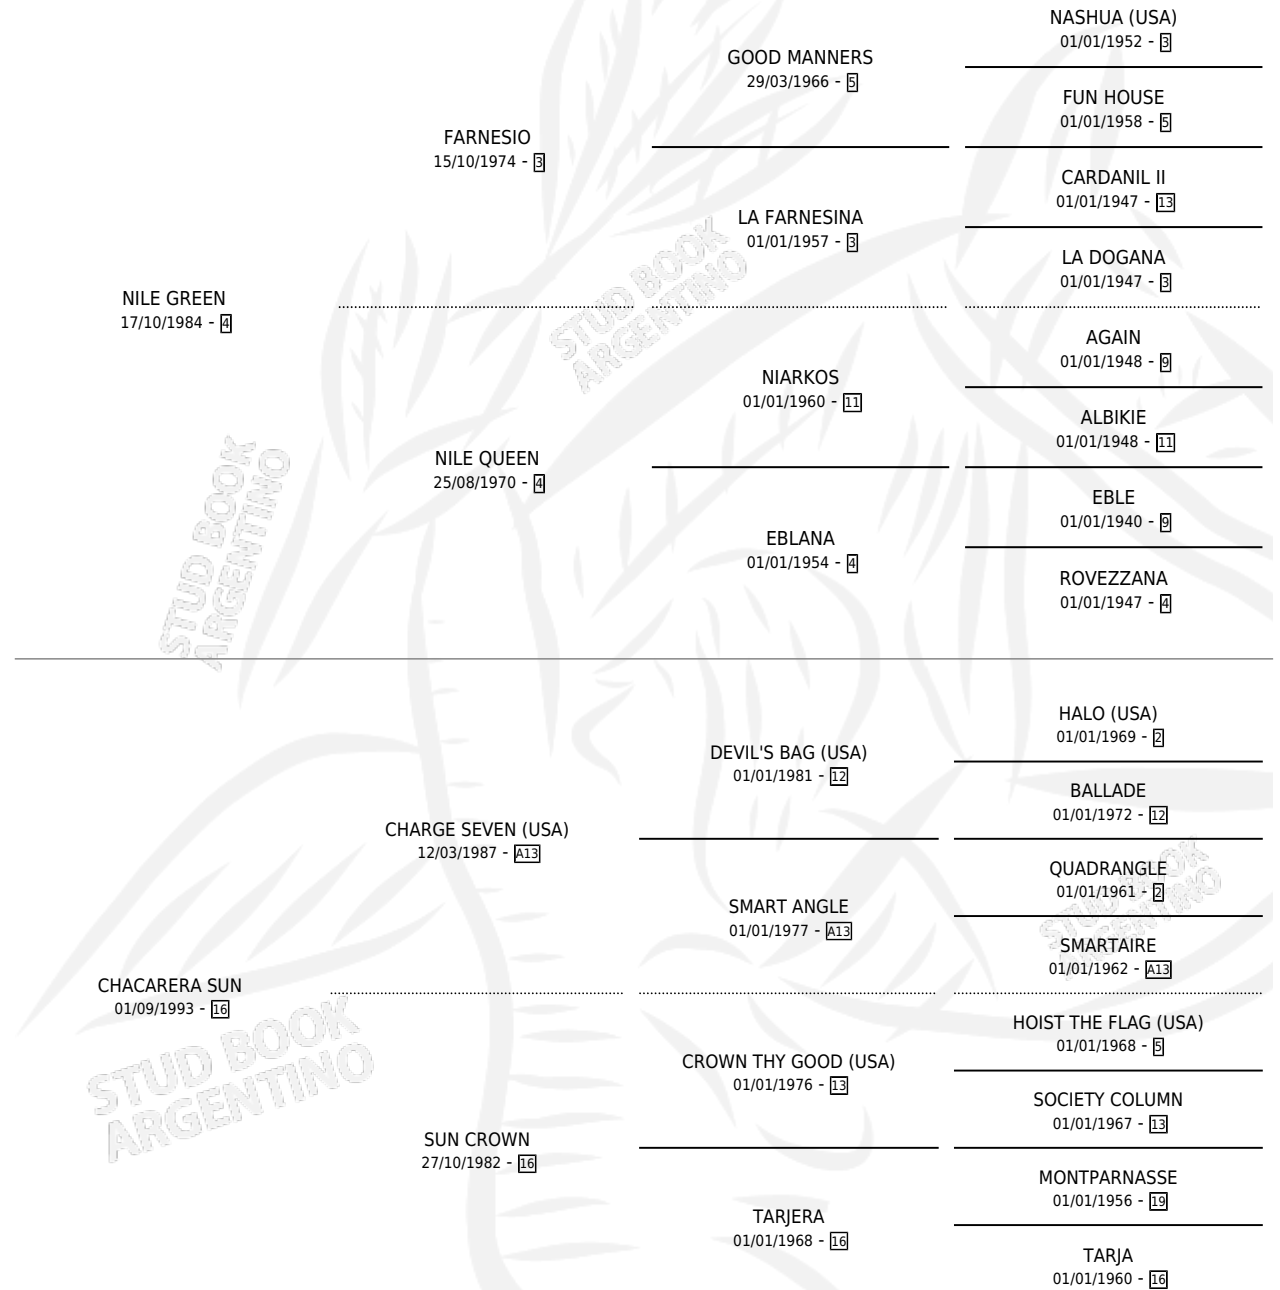 NASHUA (USA)
01/01/1952 - 3
GOOD MANNERS
29/03/1966 - 5
FUN HOUSE
01/01/1958 - 5
FARNESIO
15/10/1974 - 3
CARDANIL II
01/01/1947 - 13
LA FARNESINA
01/01/1957 - 3
LA DOGANA
01/01/1947 - 3
NILE GREEN
17/10/1984 - 4
STUD BOOK
ARGENTINO
AGAIN
01/01/1948 - 9
NIARKOS
01/01/1960 - 11
ALBIKIE
01/01/1948 - 11
NILE QUEEN
25/08/1970 - 4
EBLE
01/01/1940 - 9
EBLANA
01/01/1954 - 4
ROVEZZANA
01/01/1947 - 4
STUD BOOK
ARGENTINO
HALO (USA)
01/01/1969 - 2
DEVIL'S BAG (USA)
01/01/1981 - 12
BALLADE
01/01/1972 - 12
CHARGE SEVEN (USA)
12/03/1987 - A13
QUADRANGLE
01/01/1961 - 2
SMART ANGLE
01/01/1977 - A13
STUD BOOK
ARGENTINO
SMARTAIRE
01/01/1962 - A13
CHACARERA SUN
01/09/1993 - 16
HOIST THE FLAG (USA)
01/01/1968 - 5
CROWN THY GOOD (USA)
01/01/1976 - 13
STUD BOOK
ARGENTINO
SOCIETY COLUMN
01/01/1967 - 13
SUN CROWN
27/10/1982 - 16
MONTPARNASSE
01/01/1956 - 19
TARJERA
01/01/1968 - 16
TARJA
01/01/1960 - 16